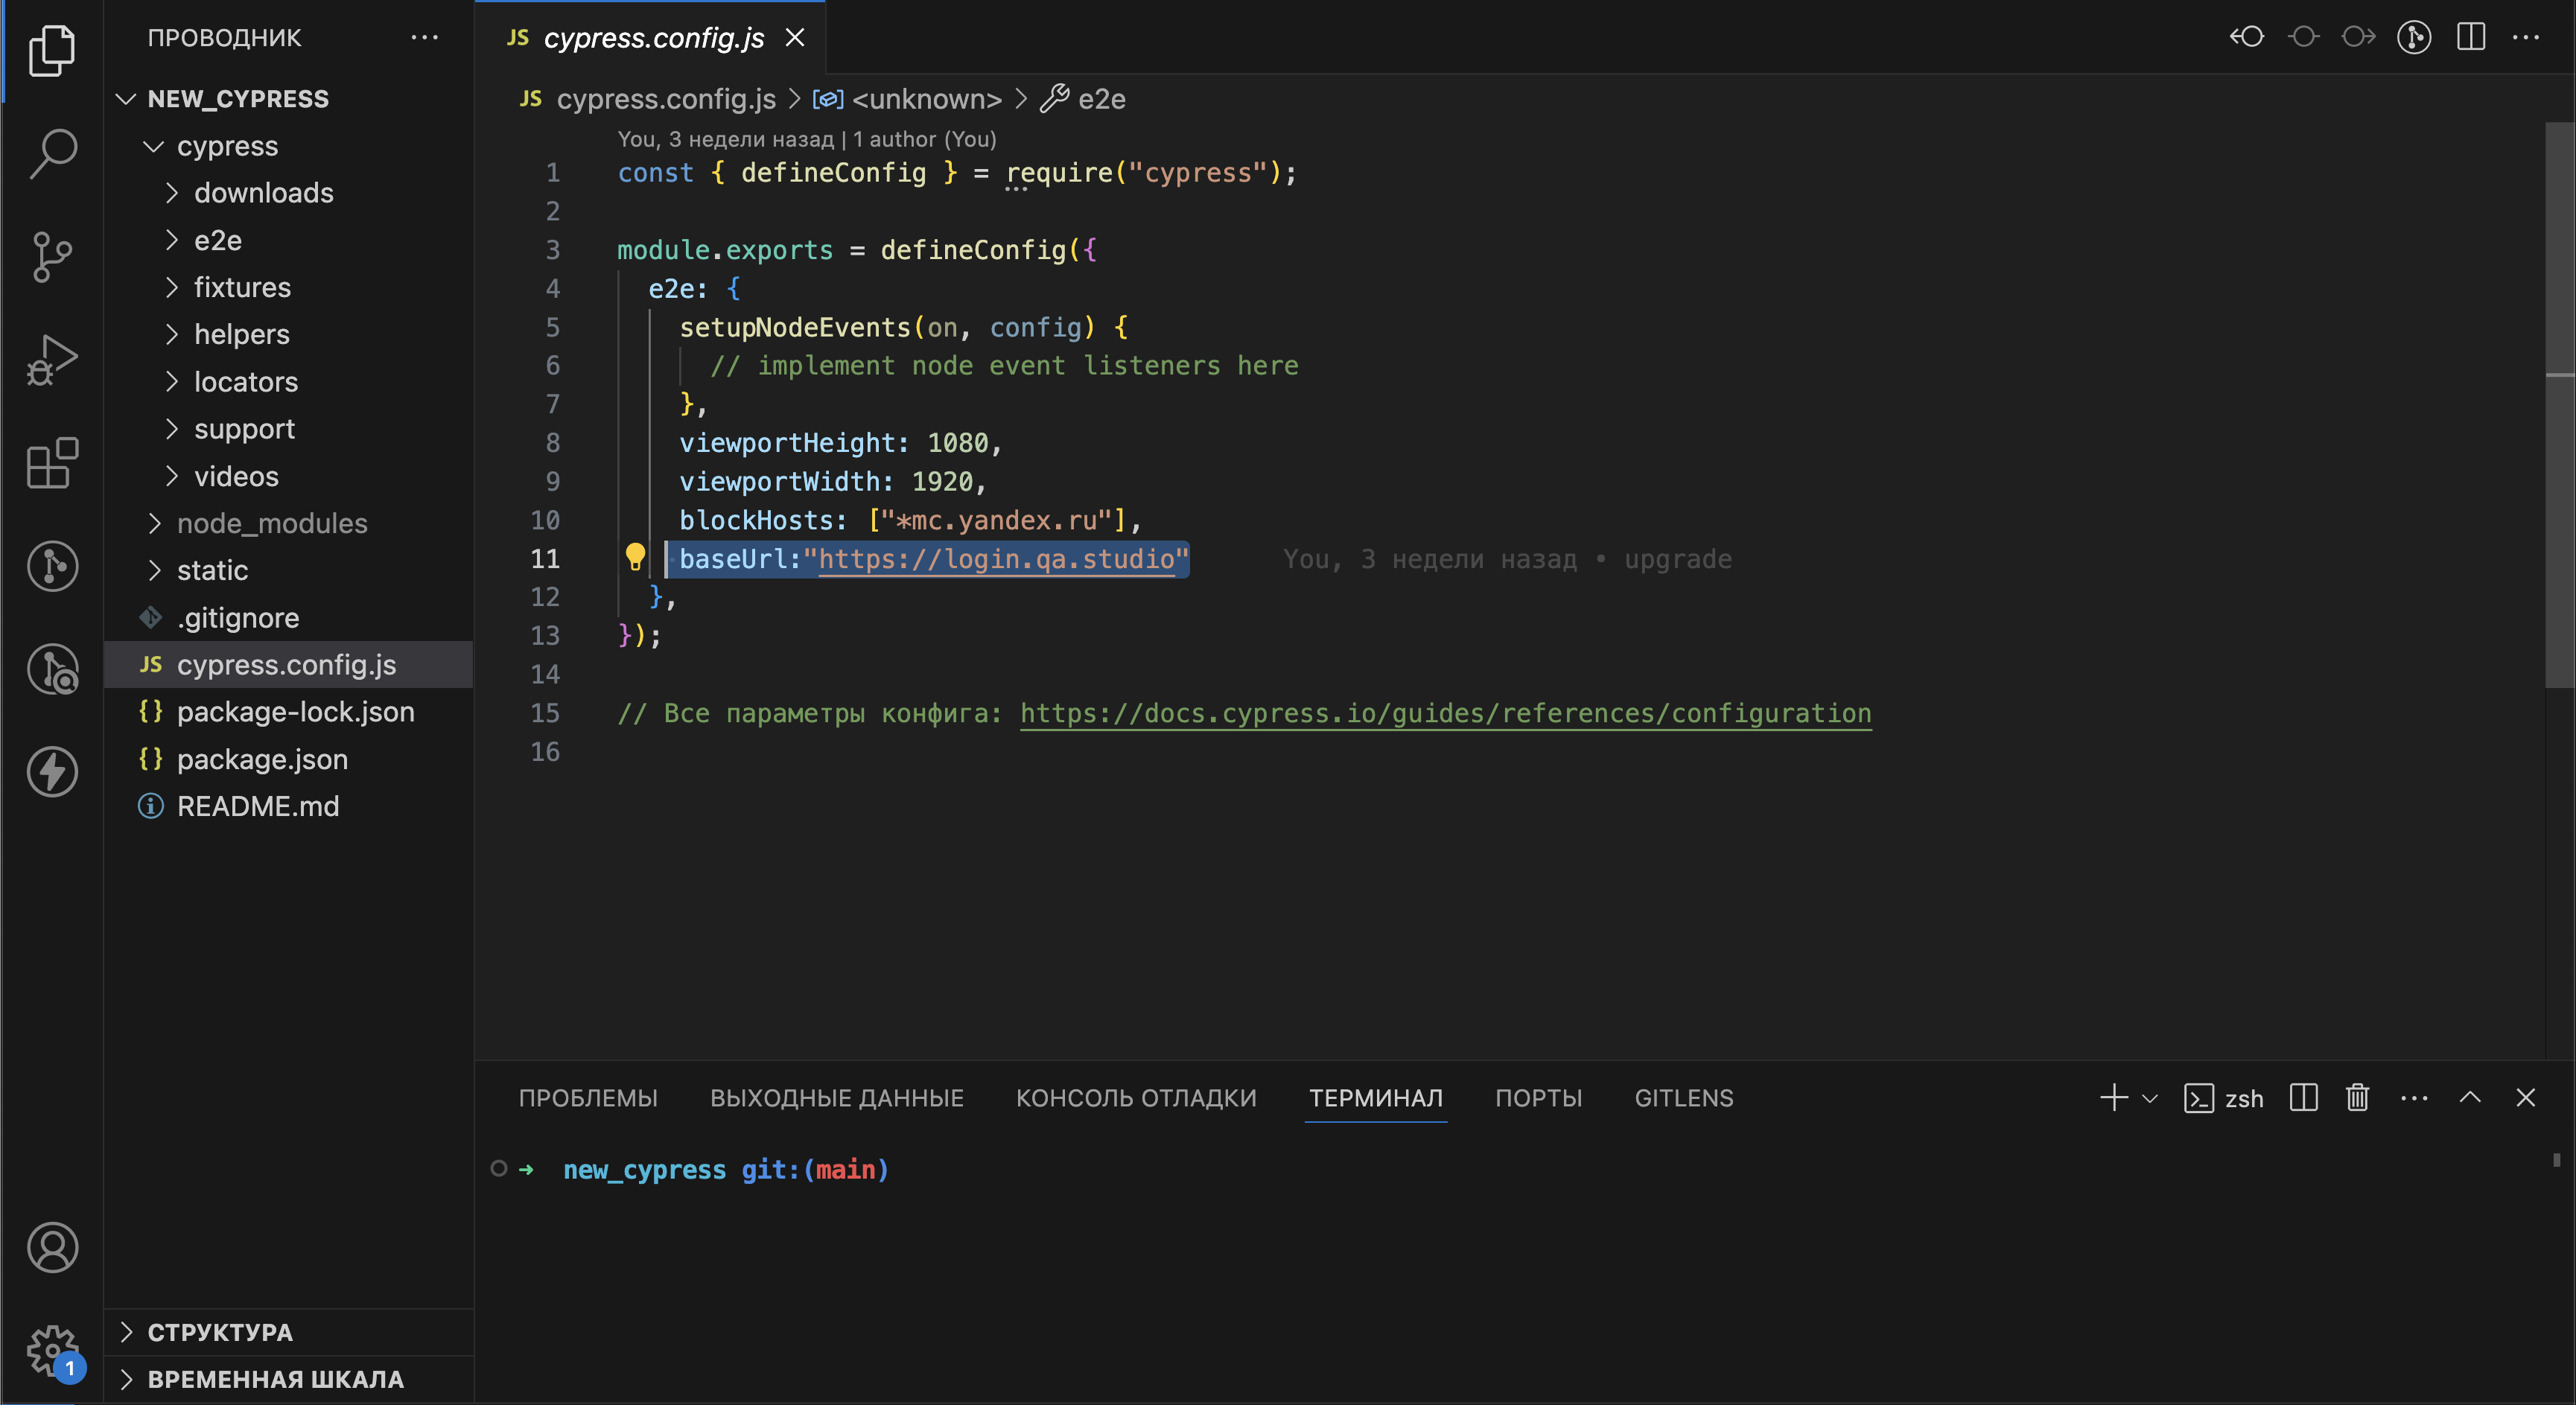 ПРОВОДНИК
NEW_CYPRESS
cypress
downloads
e2e
fixtures
helpers
locators
support
videos
node_modules
static
.gitignore
JS cypress.config.js
{} package-lock.json
{} package.json
README.md
СТРУКТУРА
ВРЕМЕННАЯ ШКАЛА
1
JS cypress.config.js
JS cypress.config.js > <unknown> > e2e
You, 3 недели назад | 1 author (You)
1 const { defineConfig } = require("cypress");
2
3 module.exports = defineConfig({
4 e2e: {
5 setupNodeEvents(on, config) {
6 // implement node event listeners here
7 },
8 viewportHeight: 1080,
9 viewportWidth: 1920,
10 blockHosts: ["*mc.yandex.ru"],
11 baseUrl:"https://login.qa.studio" You, 3 недели назад • upgrade
12 },
13 });
14
15 // Все параметры конфига: https://docs.cypress.io/guides/references/configuration
16
ПРОБЛЕМЫ ВЫХОДНЫЕ ДАННЫЕ КОНСОЛЬ ОТЛАДКИ ТЕРМИНАЛ ПОРТЫ GITLENS zsh
➜ new_cypress git:(main)